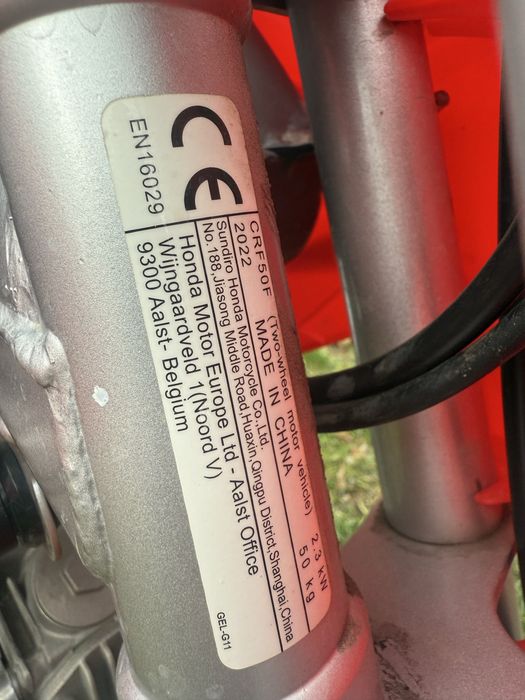 CE
EN16029
CRF50F (Two-wheel motor vehicle) 2.3 kW
2022 MADE IN CHINA 50 kg
Sundiro Honda Motorcycle Co.,Ltd.
No.188,Jiasong Middle Road,Huaxin,Qingpu District,Shanghai,China
Honda Motor Europe Ltd - Aalst Office
Wijngaardveld 1(Noord V)
9300 Aalst- Belgium
GEL-G11